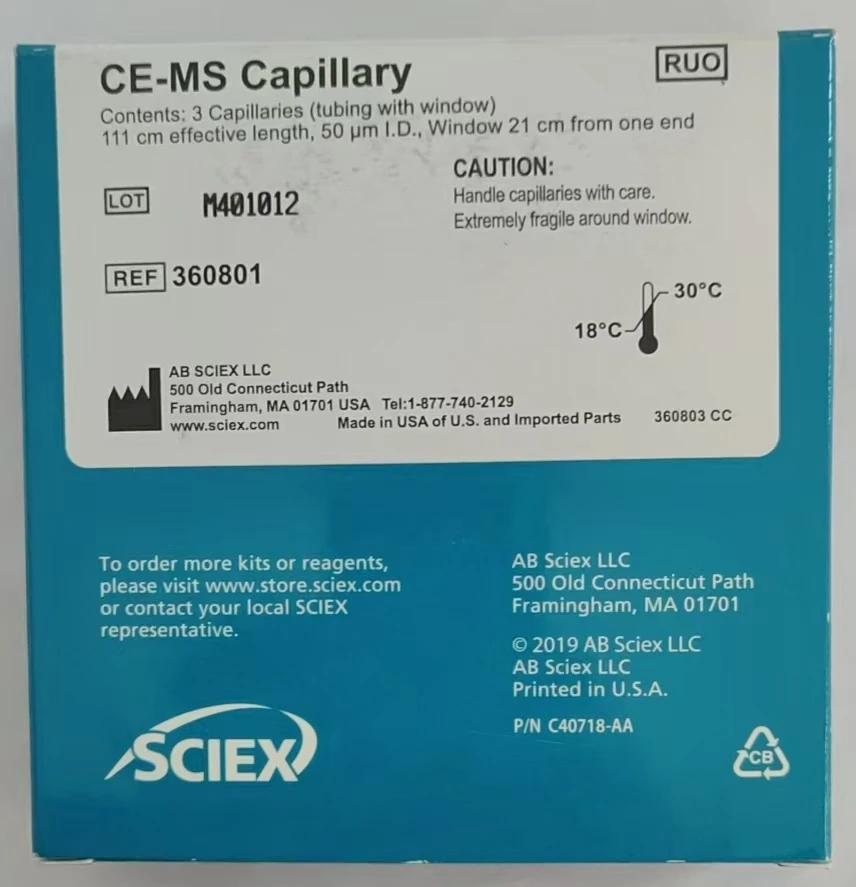 CE-MS Capillary
RUO
Contents: 3 Capillaries (tubing with window)
111 cm effective length, 50 µm I.D., Window 21 cm from one end
CAUTION:
Handle capillaries with care.
Extremely fragile around window.
LOT M401012
REF 360801
30°C
18°C
AB SCIEX LLC
500 Old Connecticut Path
Framingham, MA 01701 USA Tel:1-877-740-2129
www.sciex.com Made in USA of U.S. and Imported Parts 360803 CC
To order more kits or reagents,
please visit www.store.sciex.com
or contact your local SCIEX
representative.
AB Sciex LLC
500 Old Connecticut Path
Framingham, MA 01701
© 2019 AB Sciex LLC
AB Sciex LLC
Printed in U.S.A.
P/N C40718-AA
SCIEX
CB